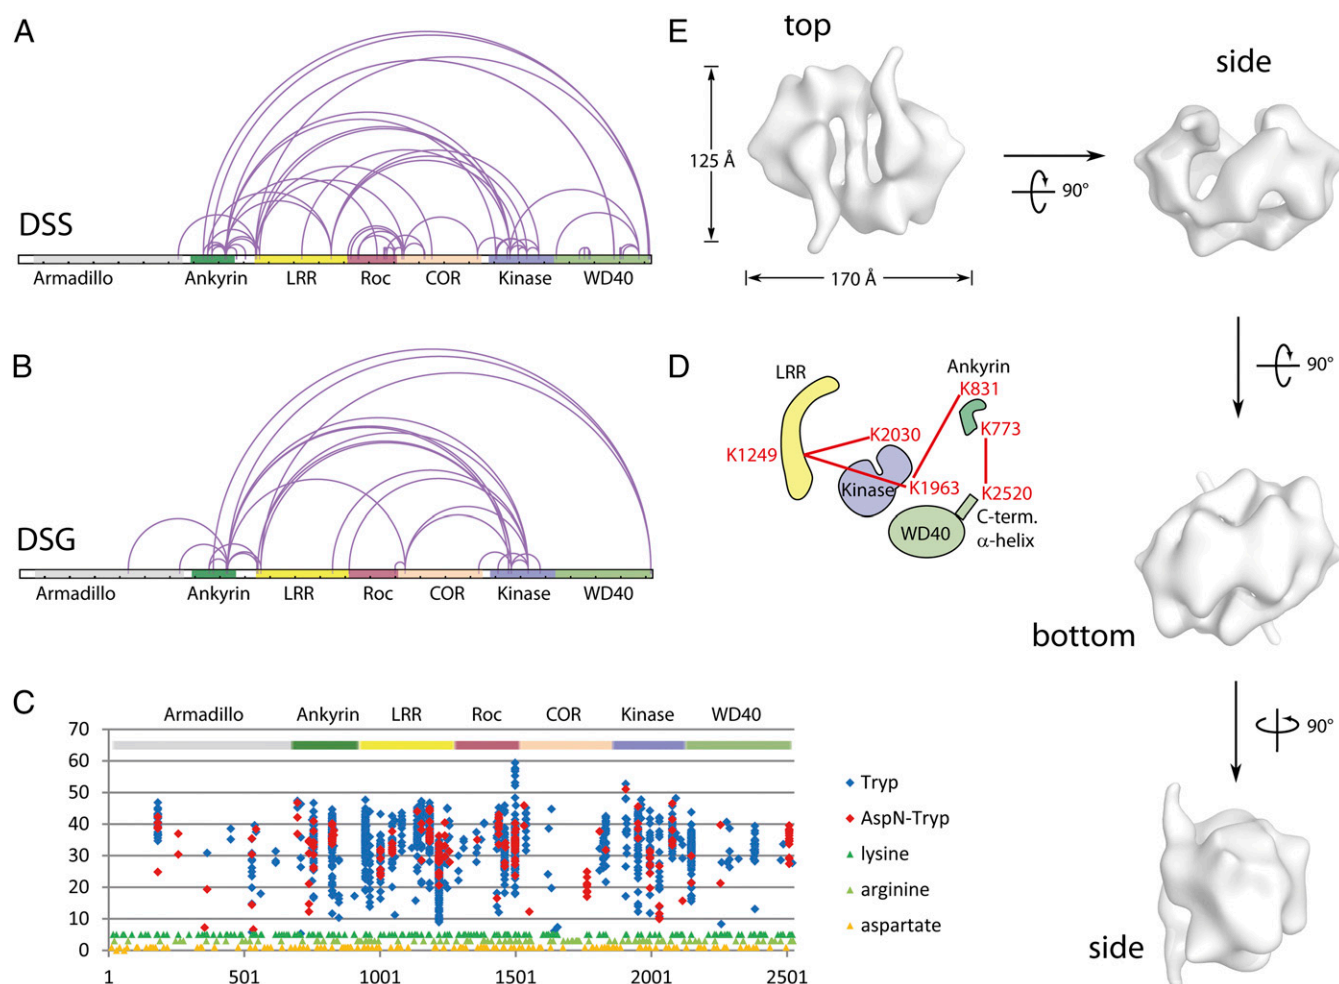 A
DSS
Armadillo Ankyrin LRR Roc COR Kinase WD40
B
DSG
Armadillo Ankyrin LRR Roc COR Kinase WD40
C
Armadillo Ankyrin LRR Roc COR Kinase WD40
70
60
50
40
30
20
10
0
1 501 1001 1501 2001 2501
Tryp
AspN-Tryp
lysine
arginine
aspartate
D
LRR
Ankyrin
K831
K2030
K773
K1249
Kinase
K1963
K2520
WD40
C-term.
α-helix
E
top
125 Å
170 Å
90°
side
90°
bottom
90°
side